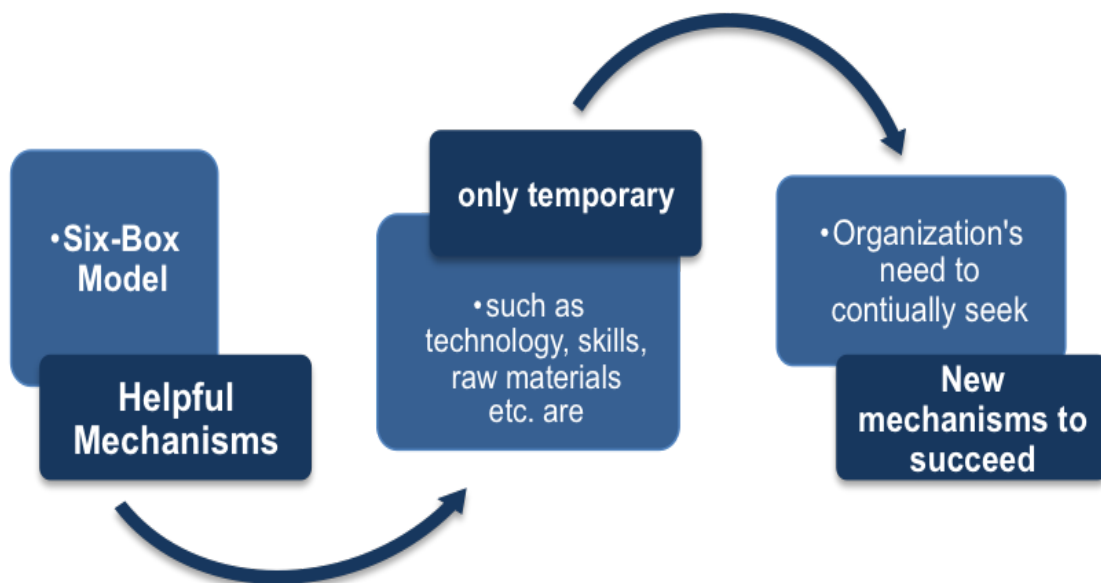 •Six-Box
Model
Helpful
Mechanisms
only temporary
•such as
technology, skills,
raw materials
etc. are
•Organization's
need to
contiually seek
New
mechanisms to
succeed